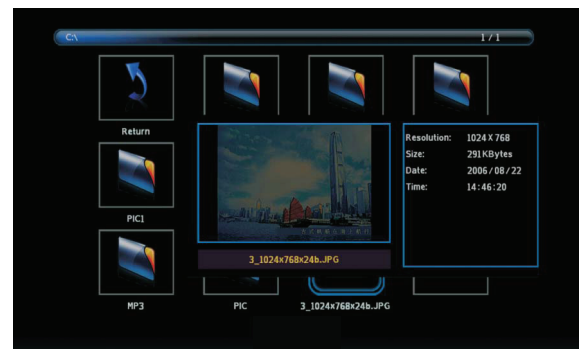 C:\
1 / 1
Return
Resolution: 1024 X 768
Size: 291KBytes
Date: 2006 / 08 / 22
Time: 14 : 46 : 20
PIC1
3_1024x768x24b.JPG
MP3
PIC
3_1024x768x24b.JPG